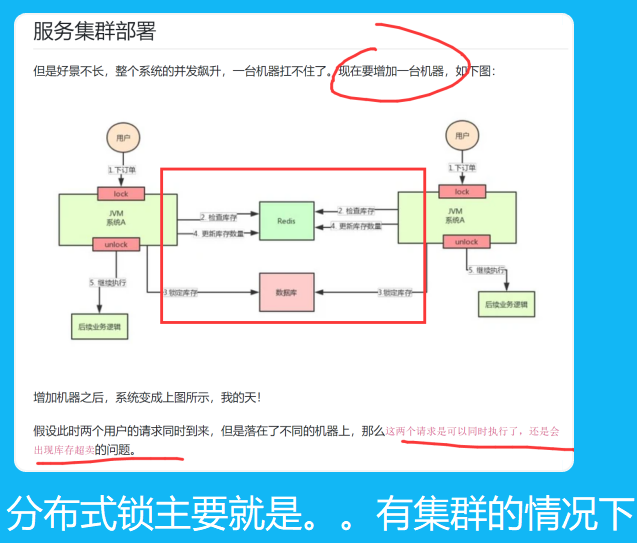 服务集群部署
但是好景不长，整个系统的并发飙升，一台机器扛不住了。现在要增加一台机器，如下图：
用户
用户
1.下订单
1.下订单
lock
lock
JVM
系统A
2. 检查库存
Redis
2. 检查库存
JVM
系统A
4. 更新库存数量
4. 更新库存数量
unlock
unlock
5. 继续执行
3.锁定库存
数据库
3.锁定库存
5. 继续执行
后续业务逻辑
后续业务逻辑
增加机器之后，系统变成上图所示，我的天！
假设此时两个用户的请求同时到来，但是落在了不同的机器上，那么这两个请求是可以同时执行了，还是会
出现库存超卖的问题。
分布式锁主要就是。。有集群的情况下